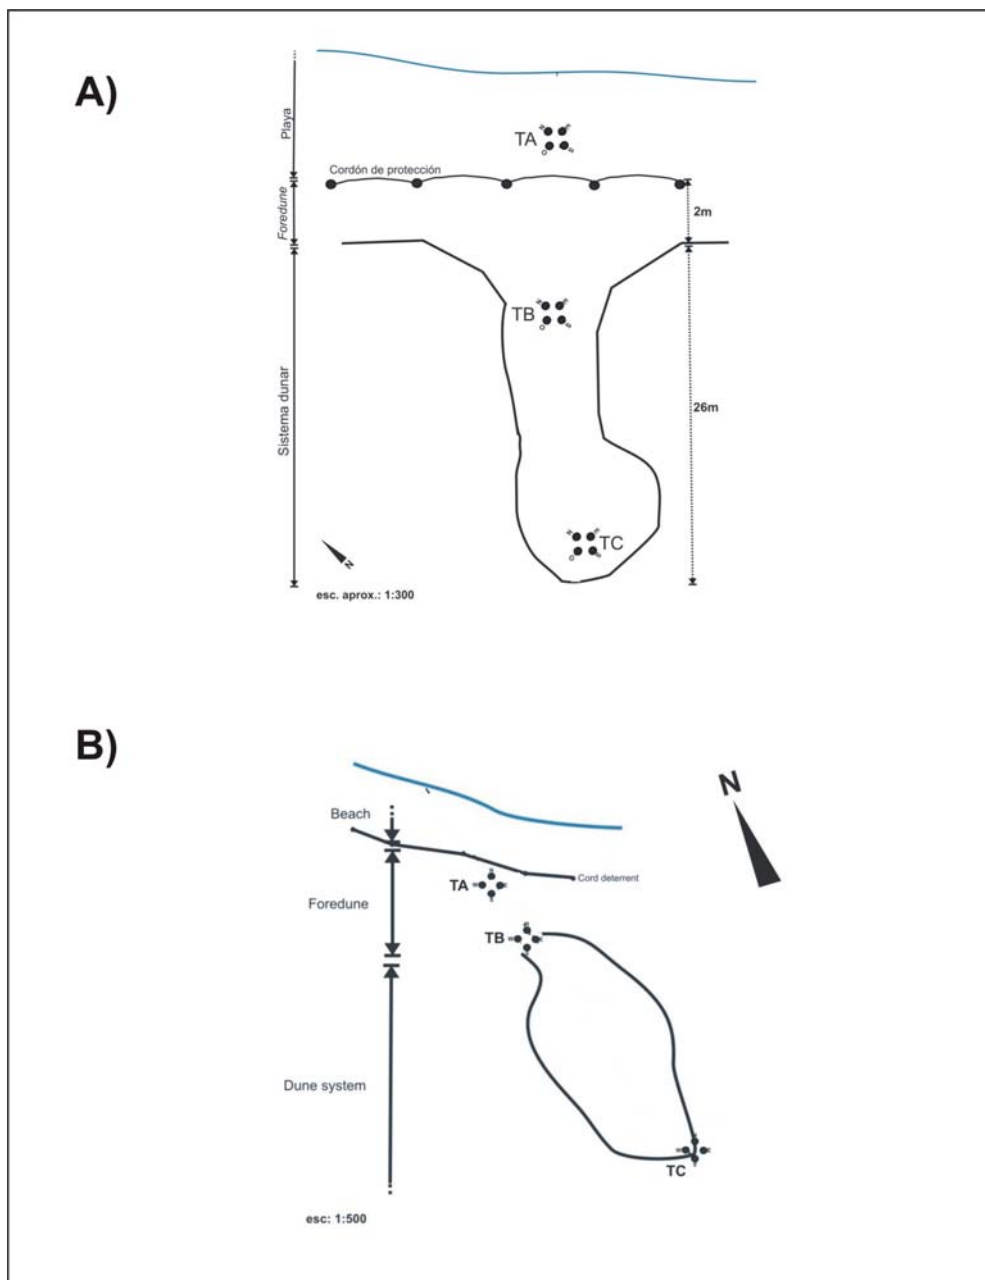 A)
Playa
TA
N
E
O
S
Cordón de protección
Foredune
2m
TB
N
E
O
S
Sistema dunar
26m
TC
N
E
O
S
N
esc. aprox.: 1:300
B)
N
Beach
Cord deterrent
TA
Foredune
TB
Dune system
TC
esc: 1:500